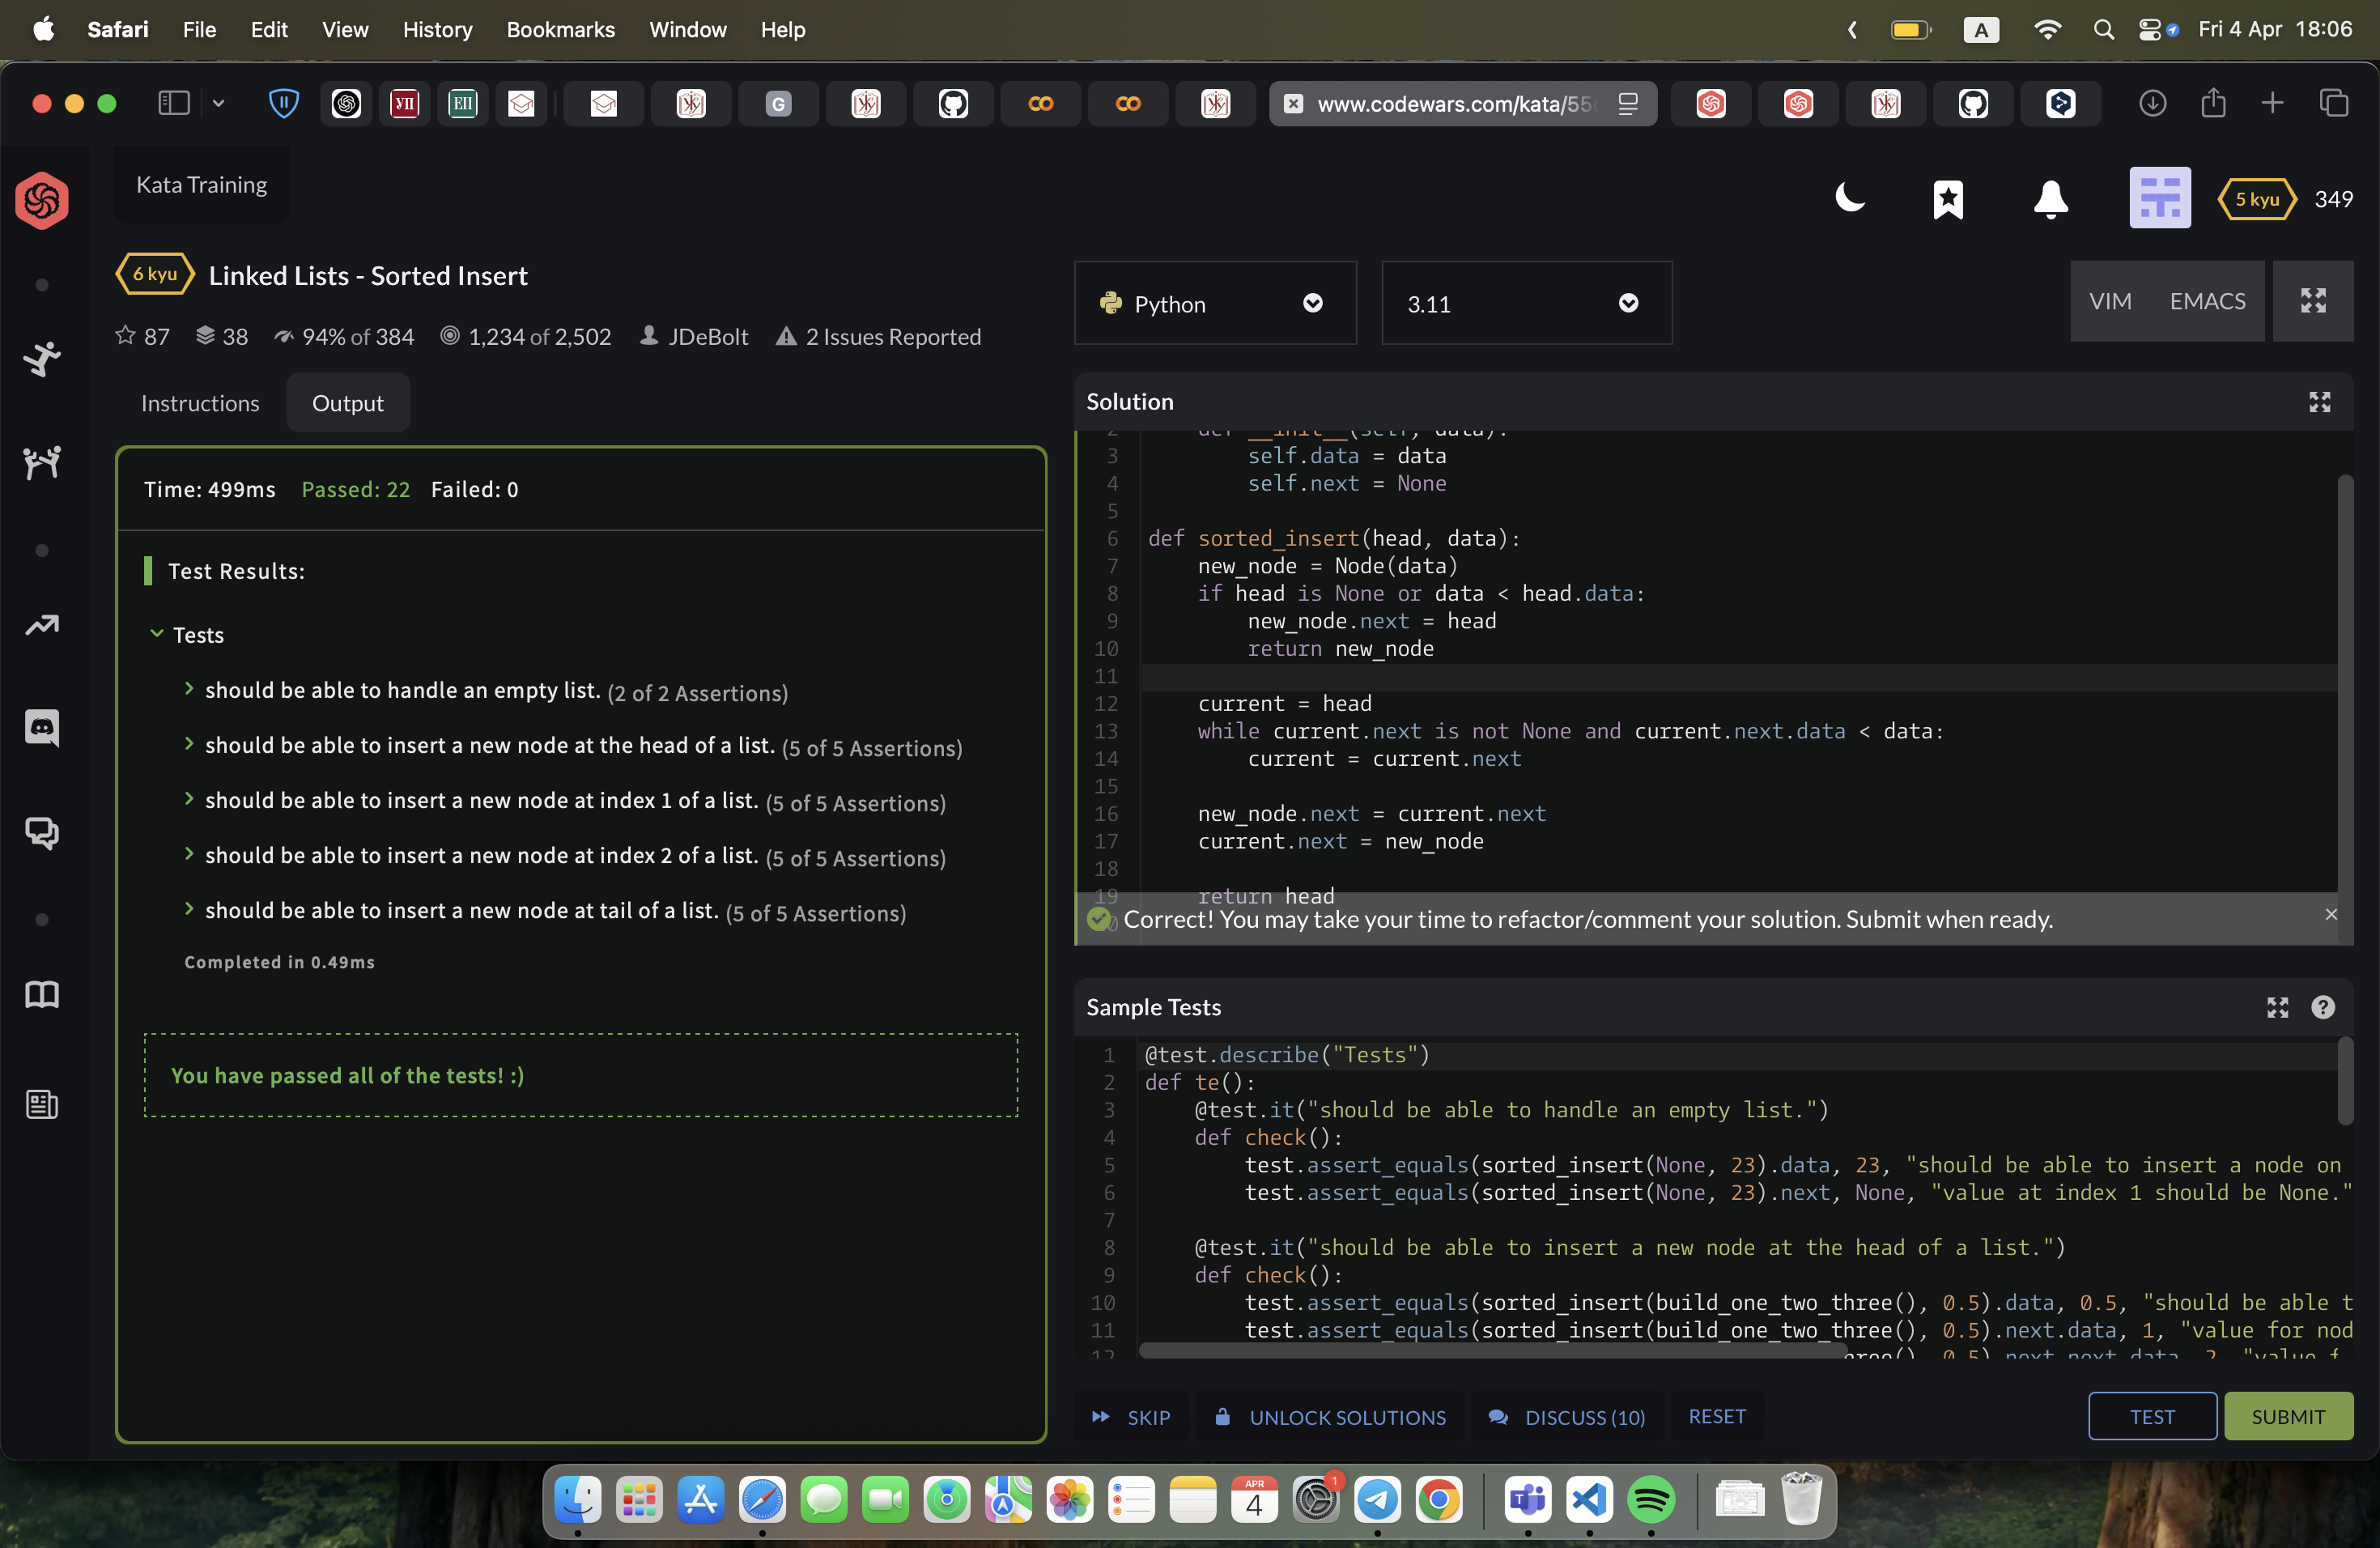 Safari File Edit View History Bookmarks Window Help
A Fri 4 Apr 18:06
УП ЕП G www.codewars.com/kata/55
Kata Training
5 kyu 349
6 kyu Linked Lists - Sorted Insert
87 38 94% of 384 1,234 of 2,502 JDeBolt 2 Issues Reported
Instructions Output
Time: 499ms Passed: 22 Failed: 0
Test Results:
Tests
should be able to handle an empty list. (2 of 2 Assertions)
should be able to insert a new node at the head of a list. (5 of 5 Assertions)
should be able to insert a new node at index 1 of a list. (5 of 5 Assertions)
should be able to insert a new node at index 2 of a list. (5 of 5 Assertions)
should be able to insert a new node at tail of a list. (5 of 5 Assertions)
Completed in 0.49ms
You have passed all of the tests! :)
Python 3.11 VIM EMACS
Solution
2 def __init__(self, data):
3 self.data = data
4 self.next = None
5
6 def sorted_insert(head, data):
7 new_node = Node(data)
8 if head is None or data < head.data:
9 new_node.next = head
10 return new_node
11
12 current = head
13 while current.next is not None and current.next.data < data:
14 current = current.next
15
16 new_node.next = current.next
17 current.next = new_node
18
19 return head
Correct! You may take your time to refactor/comment your solution. Submit when ready.
Sample Tests
1 @test.describe("Tests")
2 def te():
3 @test.it("should be able to handle an empty list.")
4 def check():
5 test.assert_equals(sorted_insert(None, 23).data, 23, "should be able to insert a node on
6 test.assert_equals(sorted_insert(None, 23).next, None, "value at index 1 should be None."
7
8 @test.it("should be able to insert a new node at the head of a list.")
9 def check():
10 test.assert_equals(sorted_insert(build_one_two_three(), 0.5).data, 0.5, "should be able t
11 test.assert_equals(sorted_insert(build_one_two_three(), 0.5).next.data, 1, "value for nod
12 hree(), 0.5).next.next.data, 2, "value f
SKIP UNLOCK SOLUTIONS DISCUSS (10) RESET TEST SUBMIT
APR
4
1